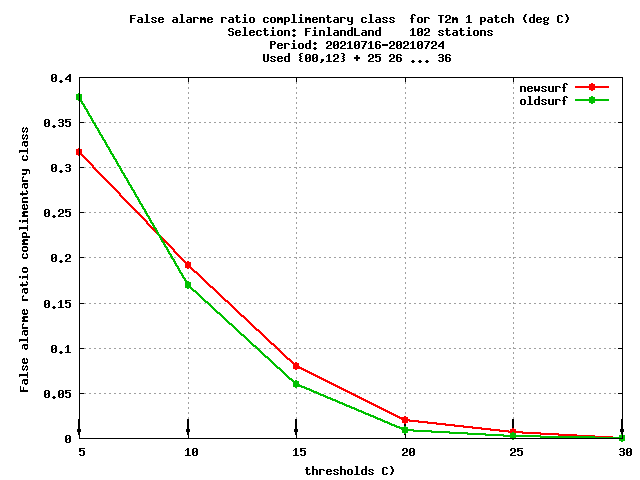 False alarme ratio complimentary class  for T2m 1 patch (deg C)
Selection: FinlandLand    102 stations
Period: 20210716-20210724
Used {00,12} + 25 26 ... 36
newsurf
oldsurf
False alarme ratio complimentary class
0.4
0.35
0.3
0.25
0.2
0.15
0.1
0.05
0
5 10 15 20 25 30
thresholds C)